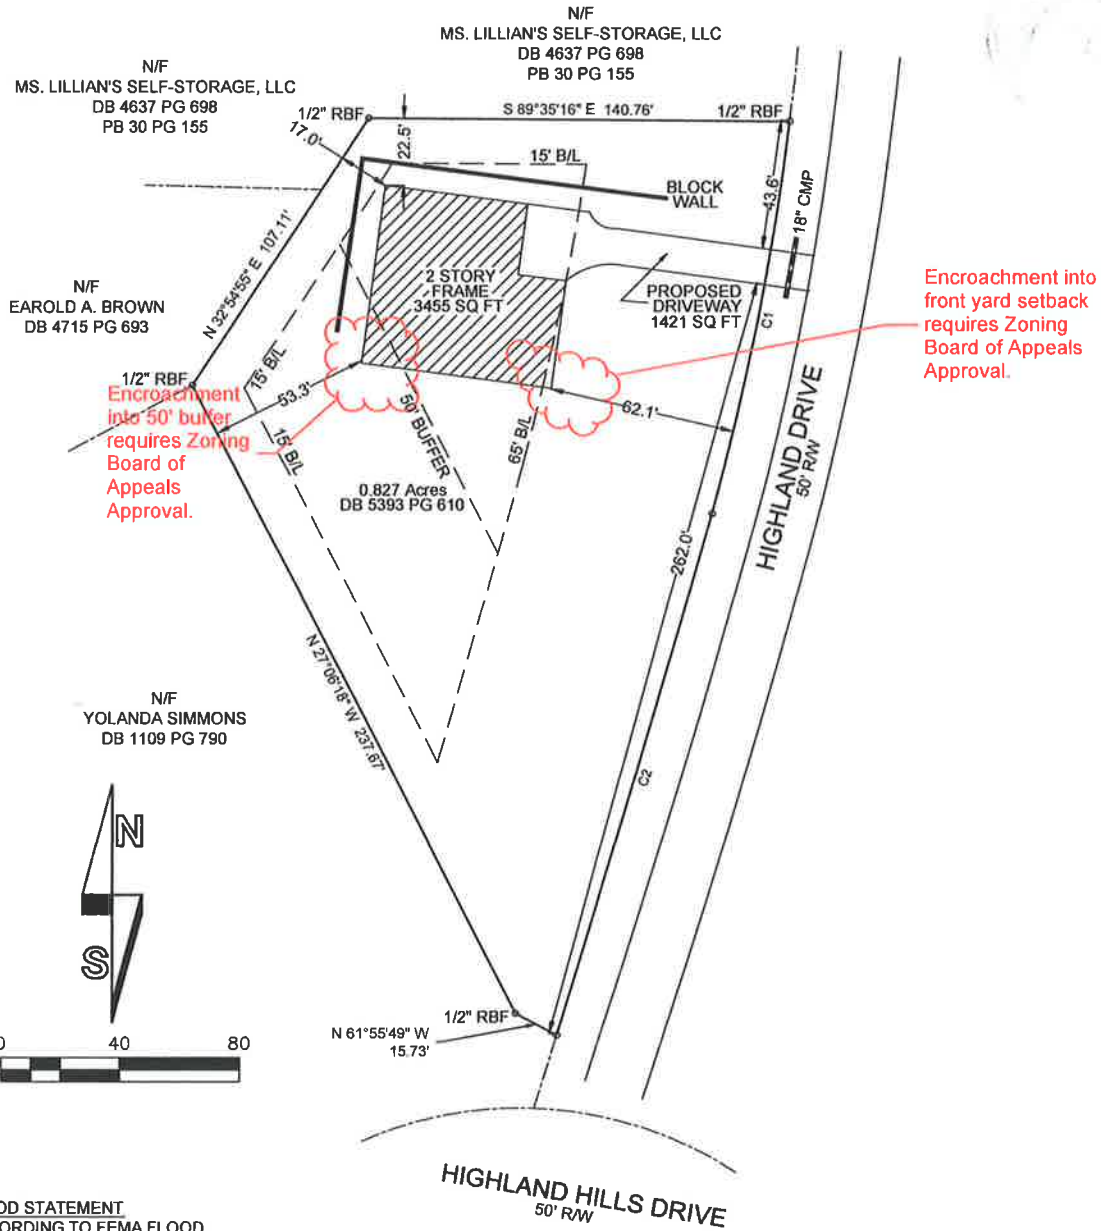 N/F
MS. LILLIAN'S SELF-STORAGE, LLC
DB 4637 PG 698
PB 30 PG 155
N/F
MS. LILLIAN'S SELF-STORAGE, LLC
DB 4637 PG 698
PB 30 PG 155
1/2" RBF
S 89°35'16" E 140.76'
1/2" RBF
17.0'
22.5'
15' B/L
BLOCK
WALL
43.6'
18" CMP
N 32°54'55" E 107.11'
N/F
EAROLD A. BROWN
DB 4715 PG 693
2 STORY
FRAME
3455 SQ FT
PROPOSED
DRIVEWAY
1421 SQ FT
C1
Encroachment into
front yard setback
requires Zoning
Board of Appeals
Approval.
15' B/L
1/2" RBF
53.3'
62.1'
Encroachment
into 50' buffer
requires Zoning
Board of
Appeals
Approval.
15' B/L
50' BUFFER
65' B/L
HIGHLAND DRIVE
50' R/W
0.827 Acres
DB 5393 PG 610
262.0'
N 27°06'18" W 237.67'
N/F
YOLANDA SIMMONS
DB 1109 PG 790
C2
N
S
1/2" RBF
N 61°55'49" W
15.73'
0 40 80
HIGHLAND HILLS DRIVE
50' R/W
OD STATEMENT
ORDING TO FEMA FLOOD